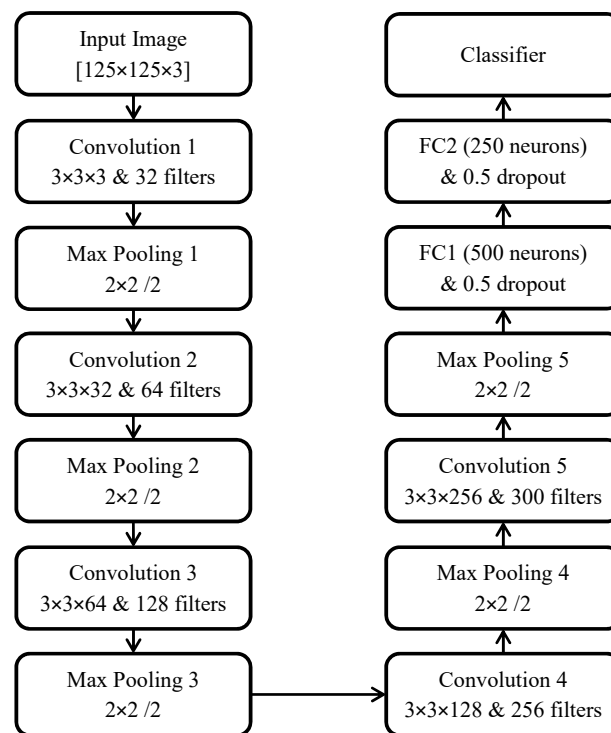 Input Image
[125×125×3]
Convolution 1
3×3×3 & 32 filters
Max Pooling 1
2×2 /2
Convolution 2
3×3×32 & 64 filters
Max Pooling 2
2×2 /2
Convolution 3
3×3×64 & 128 filters
Max Pooling 3
2×2 /2
Convolution 4
3×3×128 & 256 filters
Max Pooling 4
2×2 /2
Convolution 5
3×3×256 & 300 filters
Max Pooling 5
2×2 /2
FC1 (500 neurons)
& 0.5 dropout
FC2 (250 neurons)
& 0.5 dropout
Classifier